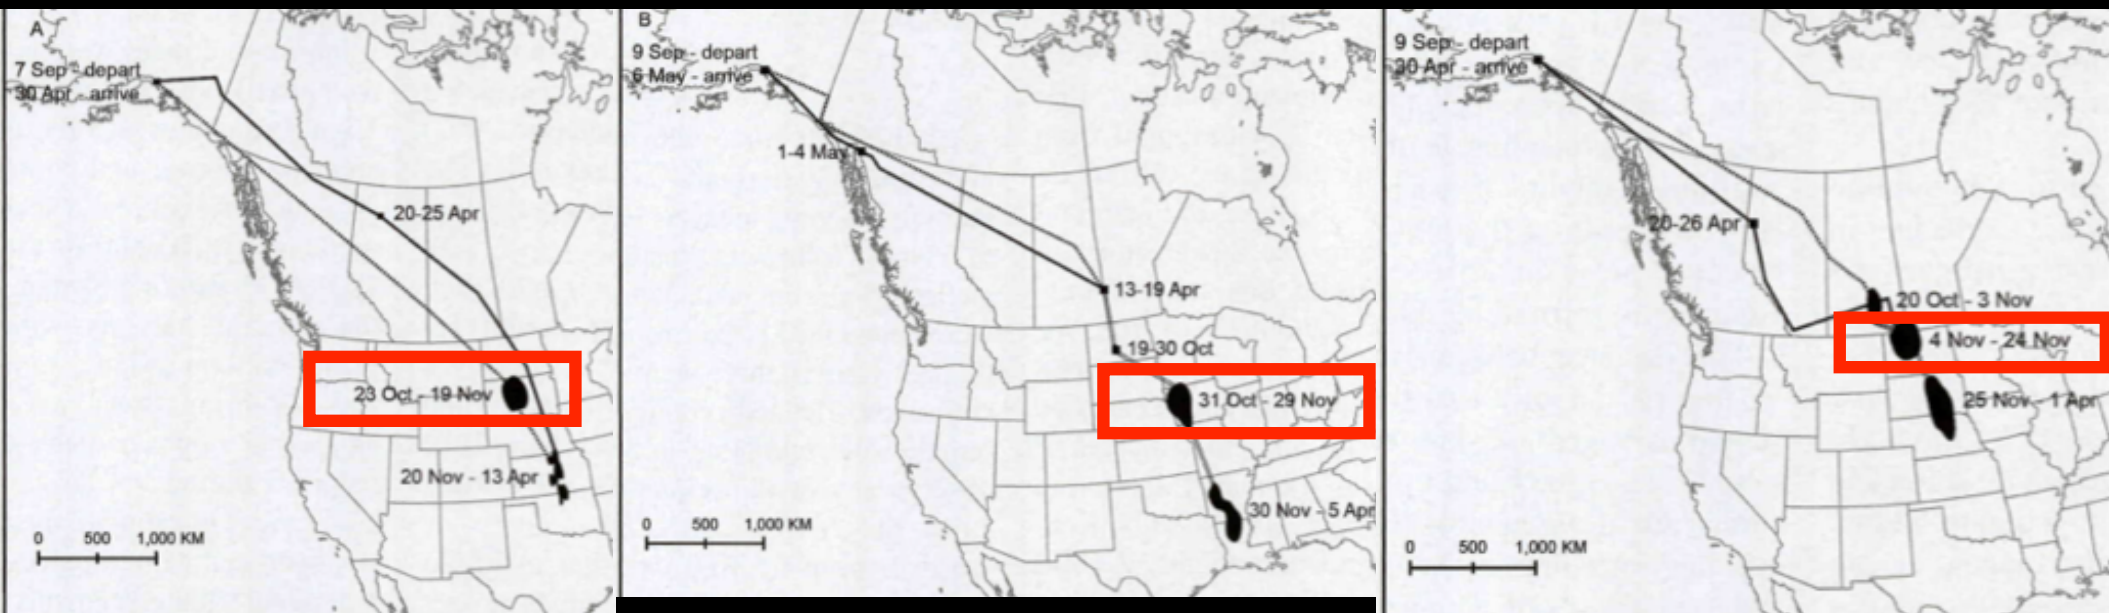 A
7 Sep - depart
30 Apr - arrive
20-25 Apr
23 Oct - 19 Nov
20 Nov - 13 Apr
0 500 1,000 KM
B
9 Sep - depart
6 May - arrive
1-4 May
13-19 Apr
19-30 Oct
31 Oct - 29 Nov
30 Nov - 5 Apr
0 500 1,000 KM
9 Sep - depart
30 Apr - arrive
20-26 Apr
20 Oct - 3 Nov
4 Nov - 24 Nov
25 Nov - 1 Apr
0 500 1,000 KM